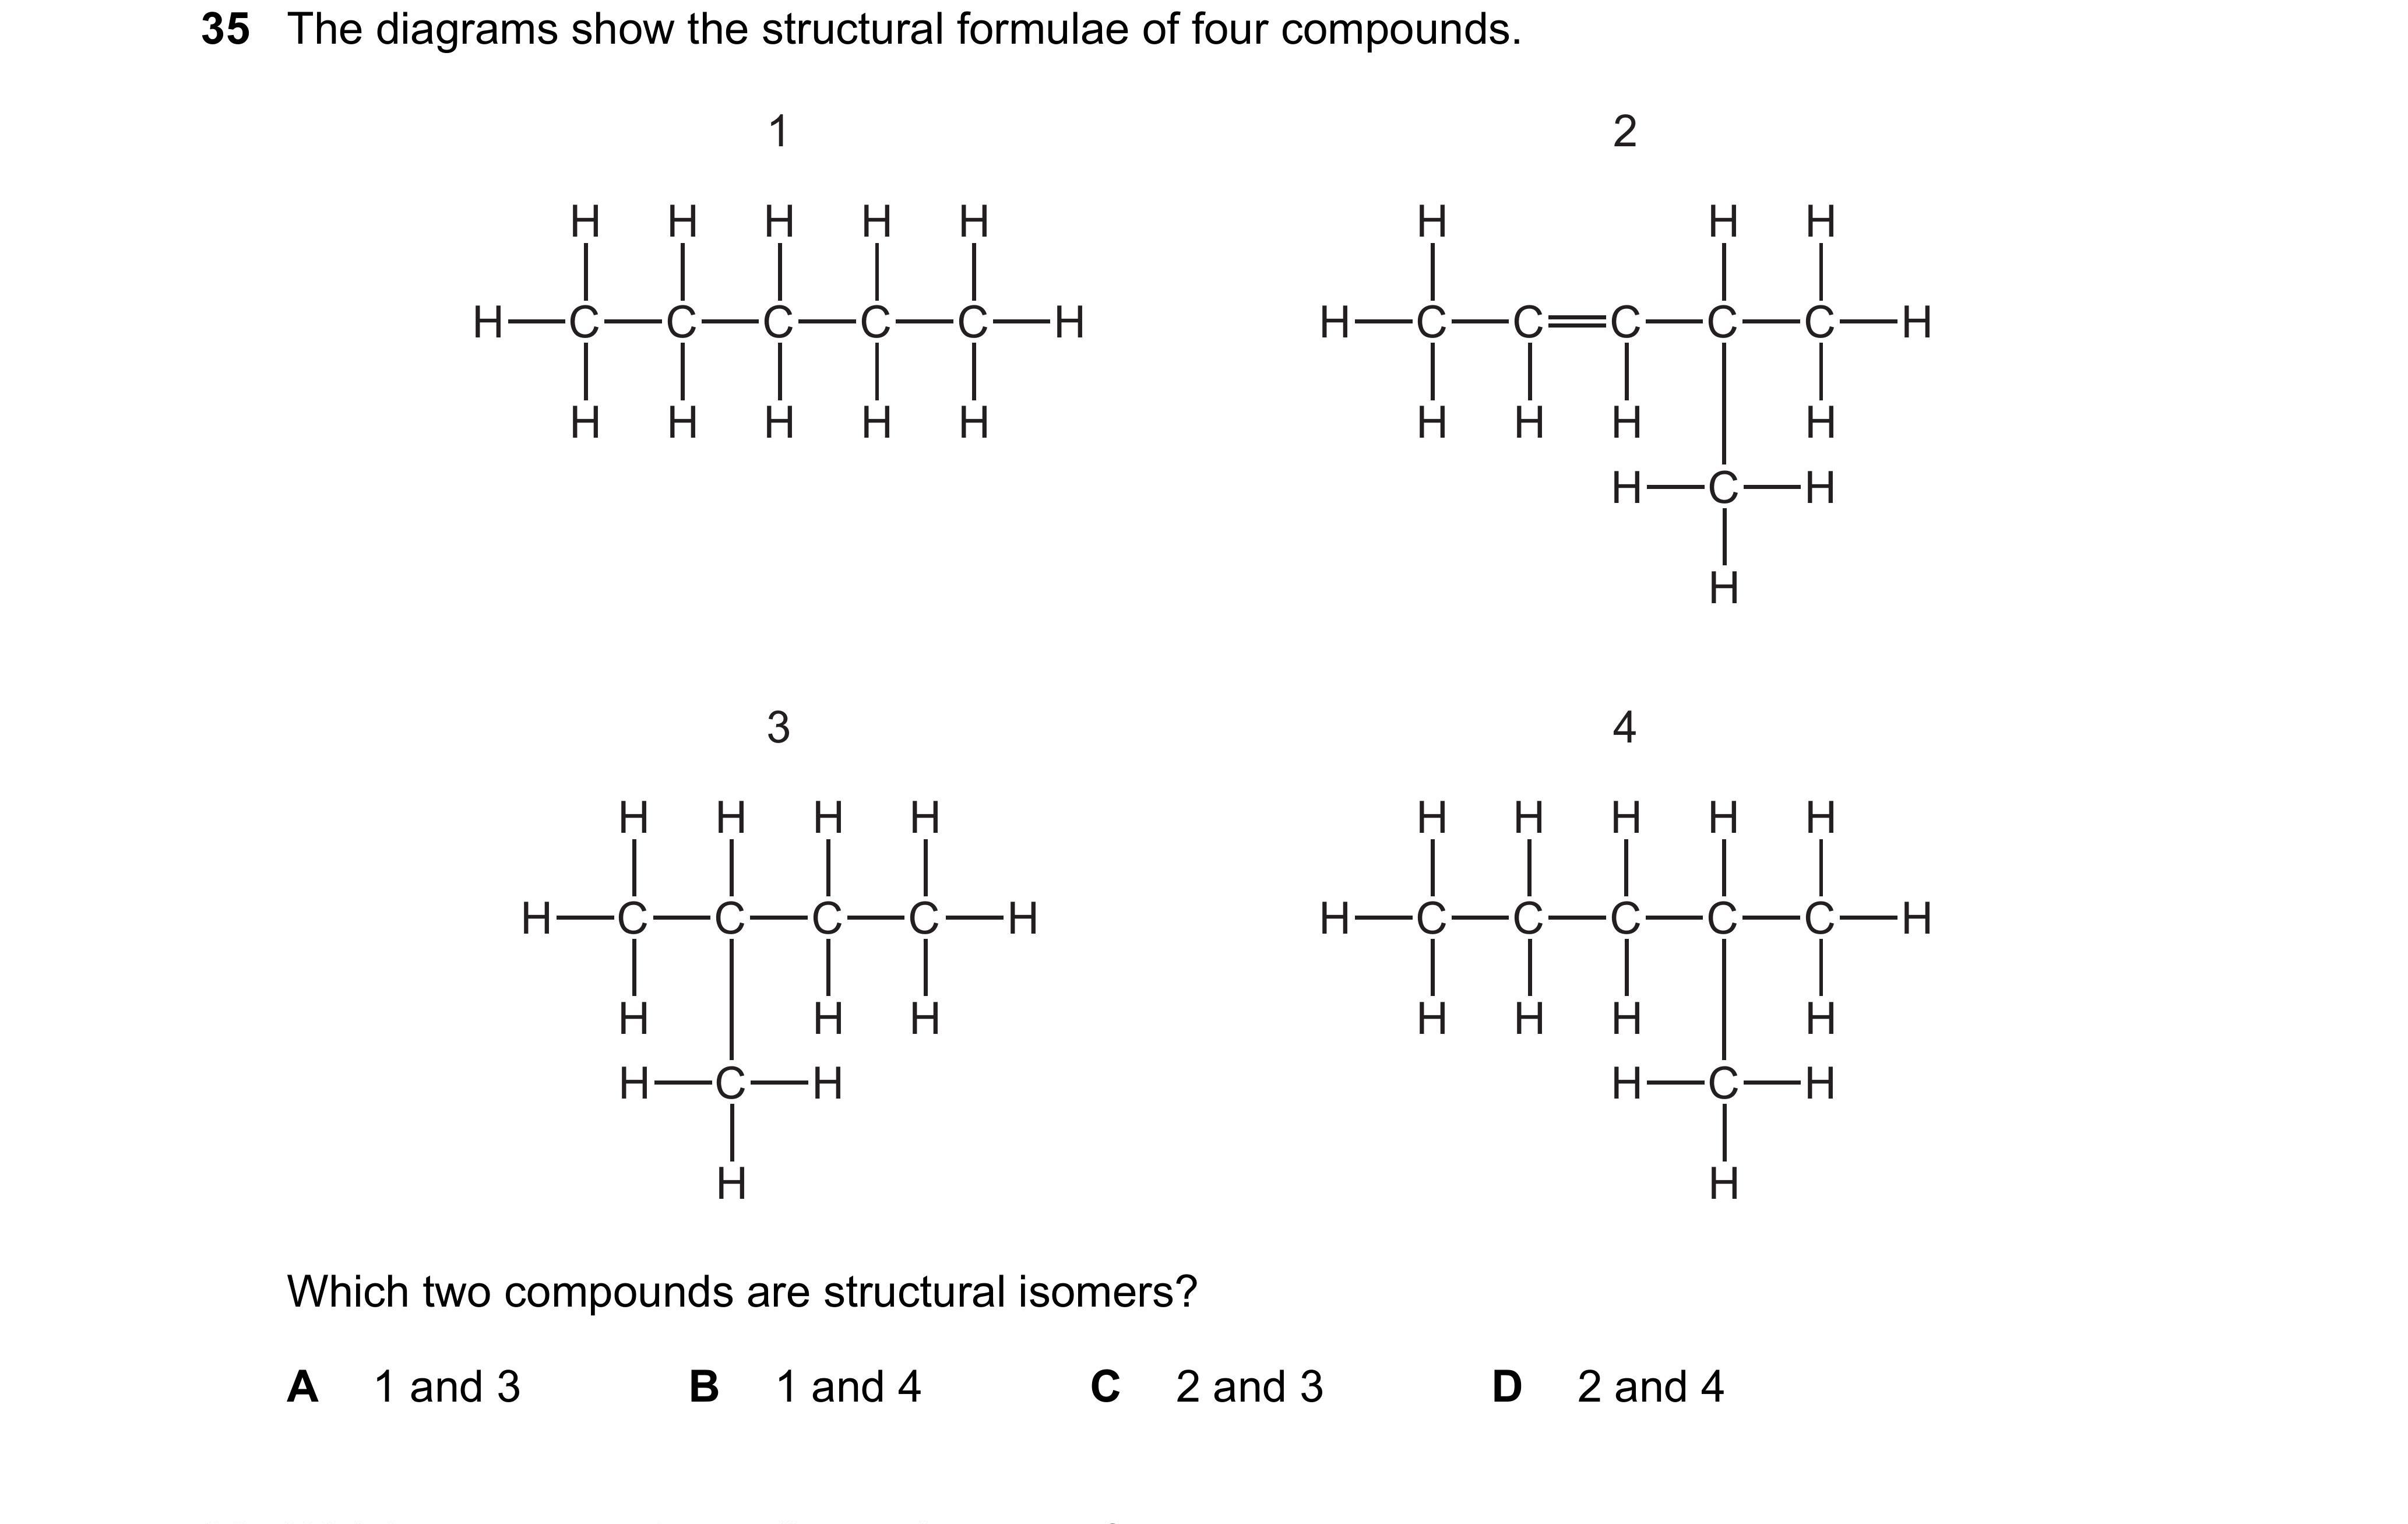 35 The diagrams show the structural formulae of four compounds.
1 2
H H H H H H H H
H C C C C C H H C C C C C H
H H H H H H H H H
H C H
H
3 4
H H H H H H H H H
H C C C C H H C C C C C H
H H H H H H H
H C H H C H
H H
Which two compounds are structural isomers?
A 1 and 3 B 1 and 4 C 2 and 3 D 2 and 4